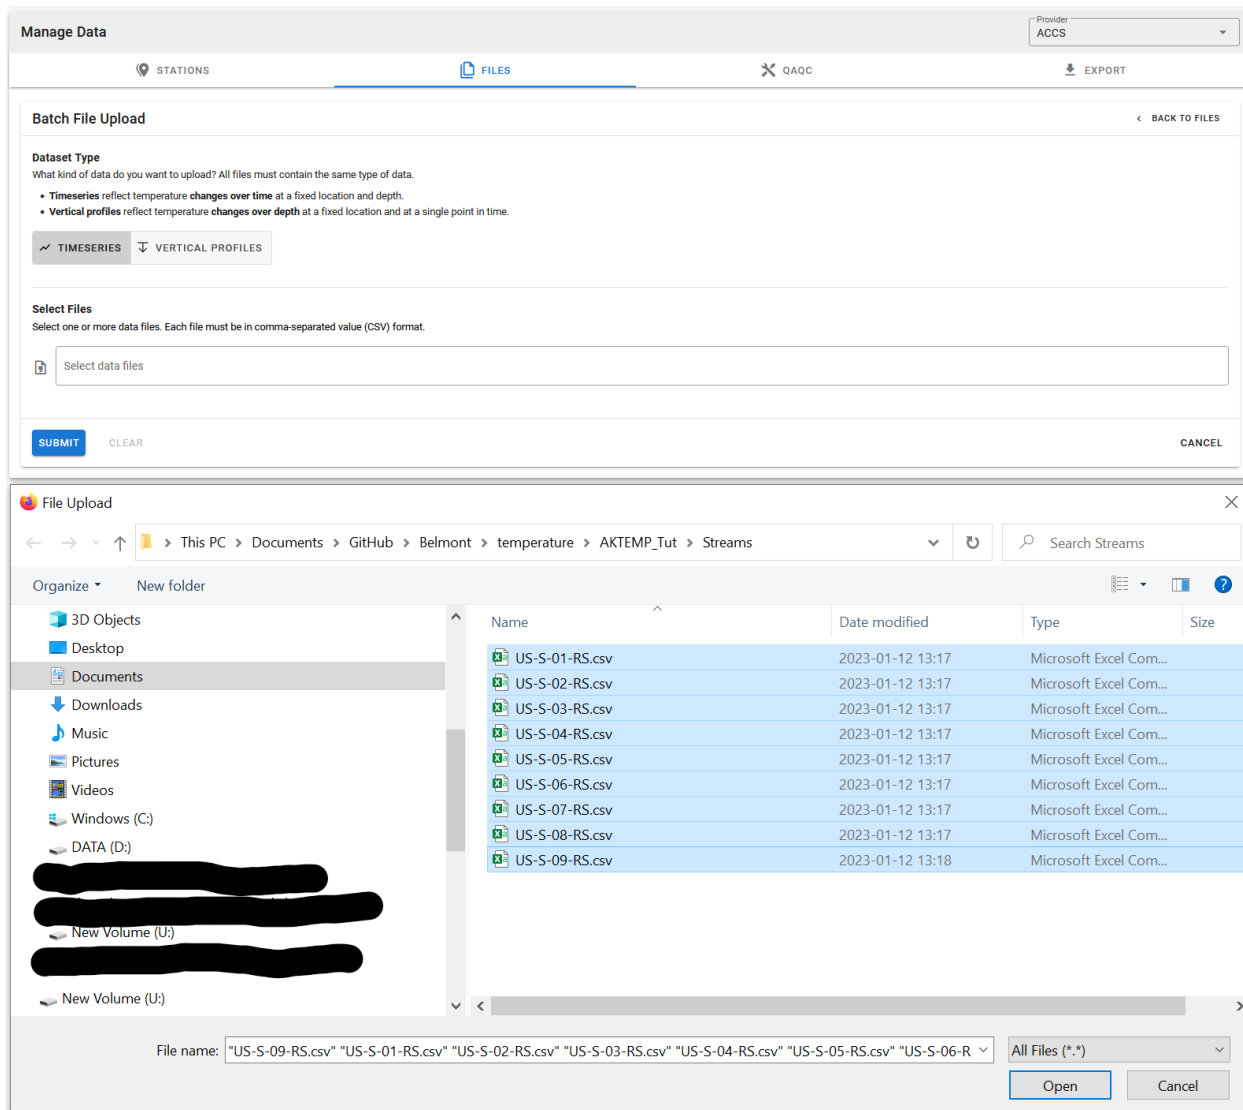 Manage Data
Provider
ACCS
STATIONS
FILES
QAQC
EXPORT
Batch File Upload
BACK TO FILES
Dataset Type
What kind of data do you want to upload? All files must contain the same type of data.
• Timeseries reflect temperature changes over time at a fixed location and depth.
• Vertical profiles reflect temperature changes over depth at a fixed location and at a single point in time.
TIMESERIES
VERTICAL PROFILES
Select Files
Select one or more data files. Each file must be in comma-separated value (CSV) format.
Select data files
SUBMIT
CLEAR
CANCEL
File Upload
This PC > Documents > GitHub > Belmont > temperature > AKTEMP_Tut > Streams
Search Streams
Organize
New folder
3D Objects
Desktop
Documents
Downloads
Music
Pictures
Videos
Windows (C:)
DATA (D:)
New Volume (U:)
New Volume (U:)
Name Date modified Type Size
US-S-01-RS.csv 2023-01-12 13:17 Microsoft Excel Com...
US-S-02-RS.csv 2023-01-12 13:17 Microsoft Excel Com...
US-S-03-RS.csv 2023-01-12 13:17 Microsoft Excel Com...
US-S-04-RS.csv 2023-01-12 13:17 Microsoft Excel Com...
US-S-05-RS.csv 2023-01-12 13:17 Microsoft Excel Com...
US-S-06-RS.csv 2023-01-12 13:17 Microsoft Excel Com...
US-S-07-RS.csv 2023-01-12 13:17 Microsoft Excel Com...
US-S-08-RS.csv 2023-01-12 13:17 Microsoft Excel Com...
US-S-09-RS.csv 2023-01-12 13:18 Microsoft Excel Com...
File name: "US-S-09-RS.csv" "US-S-01-RS.csv" "US-S-02-RS.csv" "US-S-03-RS.csv" "US-S-04-RS.csv" "US-S-05-RS.csv" "US-S-06-R
All Files (*.*)
Open
Cancel